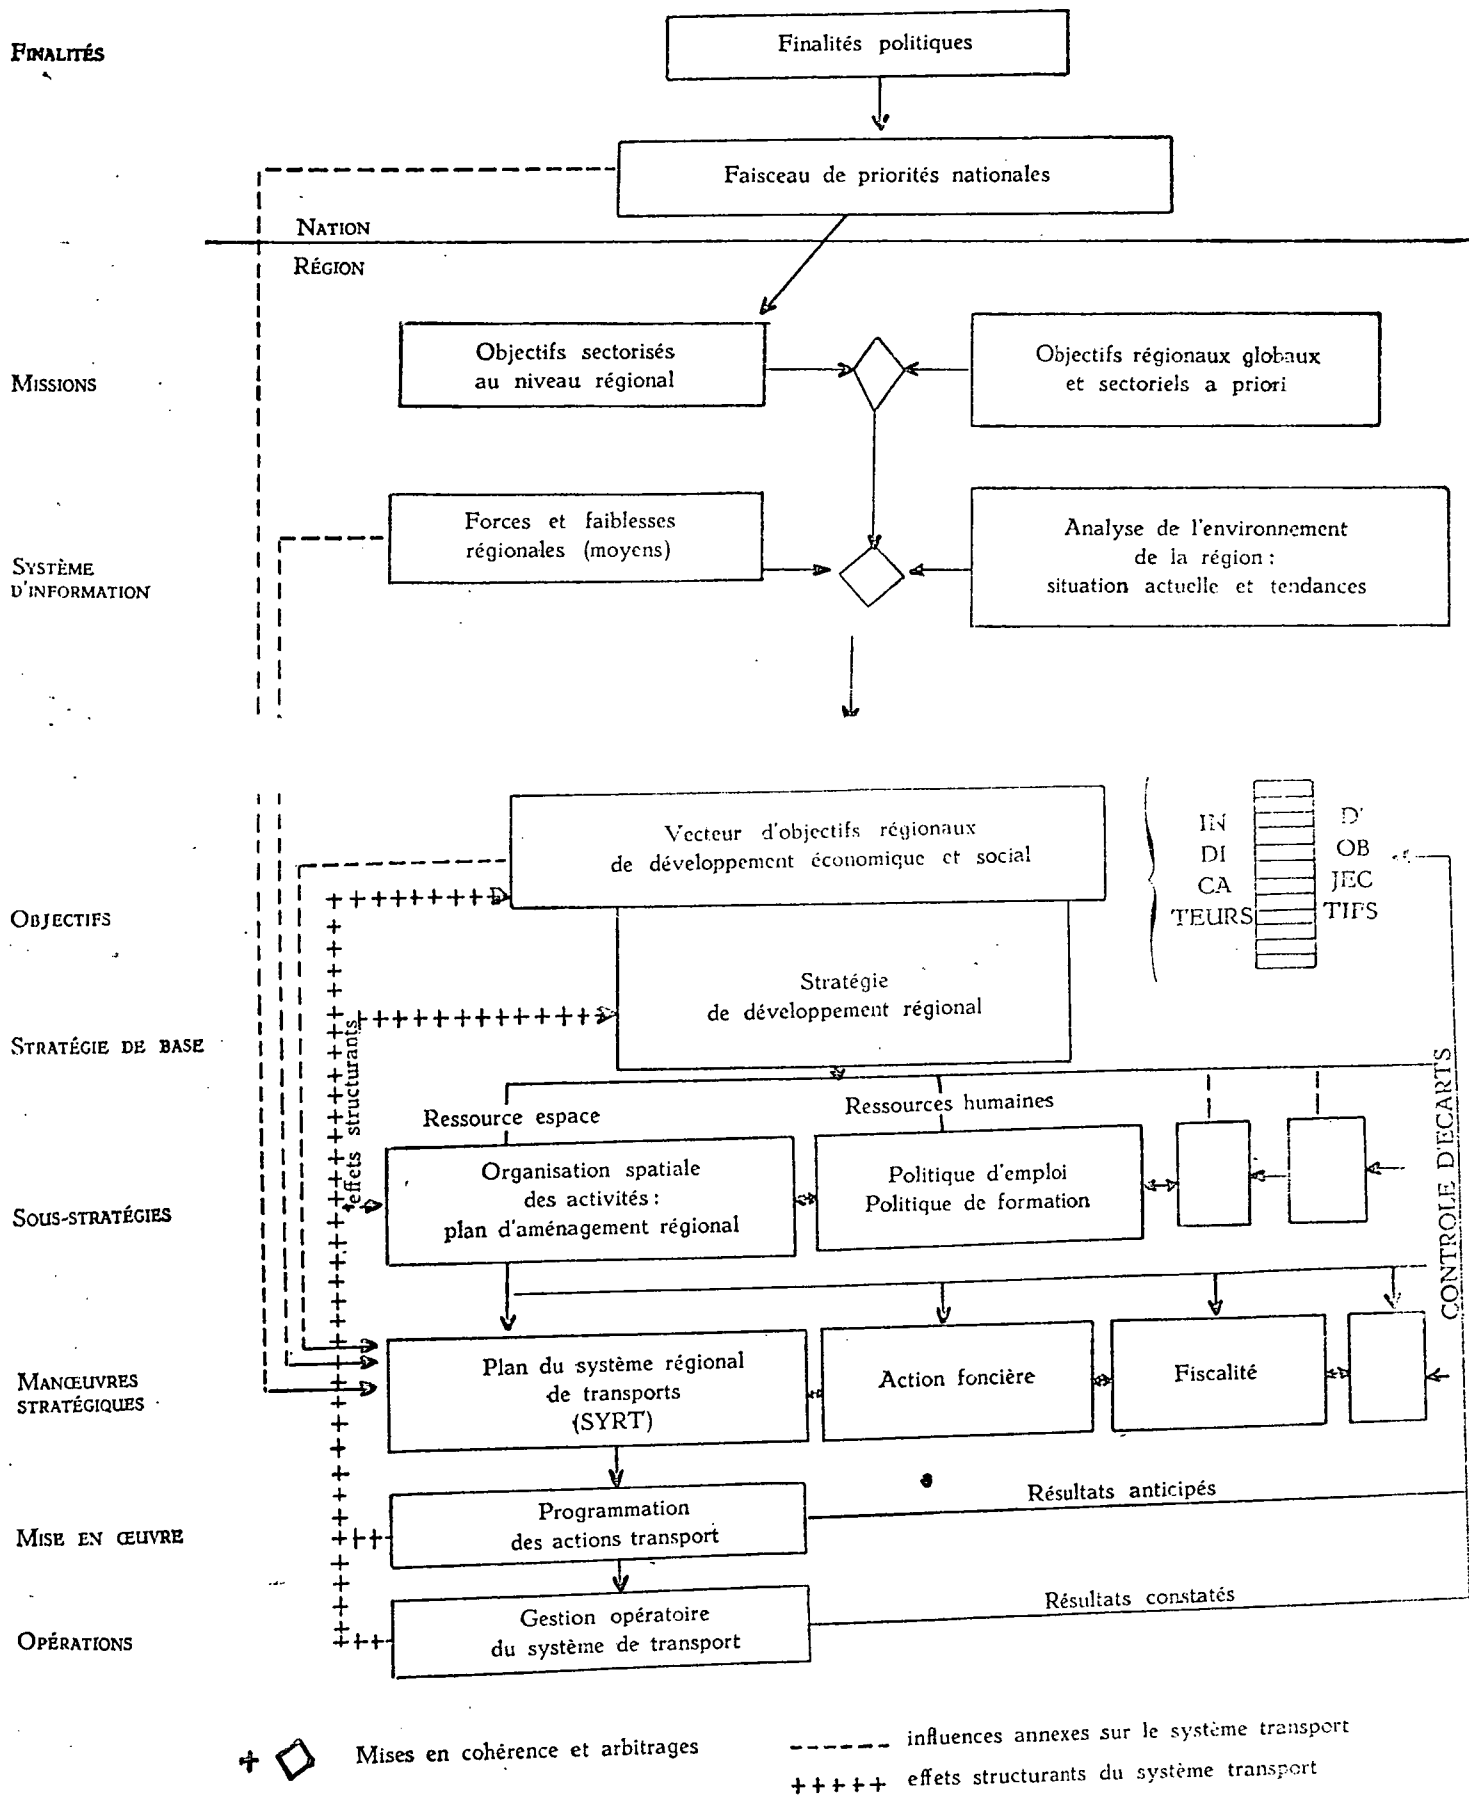 FINALITÉS
Finalités politiques
Faisceau de priorités nationales
NATION
RÉGION
MISSIONS
Objectifs sectorisés
au niveau régional
Objectifs régionaux globaux
et sectoriels a priori
SYSTÈME
D'INFORMATION
Forces et faiblesses
régionales (moyens)
Analyse de l'environnement
de la région :
situation actuelle et tendances
OBJECTIFS
Vecteur d'objectifs régionaux
de développement économique et social
IN
DI
CA
TEURS
D'
OB
JEC
TIFS
STRATÉGIE DE BASE
Stratégie
de développement régional
effets structurants
CONTROLE D'ECARTS
Ressource espace
Ressources humaines
SOUS-STRATÉGIES
Organisation spatiale
des activités :
plan d'aménagement régional
Politique d'emploi
Politique de formation
MANŒUVRES
STRATÉGIQUES
Plan du système régional
de transports
(SYRT)
Action foncière
Fiscalité
MISE EN ŒUVRE
Programmation
des actions transport
Résultats anticipés
OPÉRATIONS
Gestion opératoire
du système de transport
Résultats constatés
Mises en cohérence et arbitrages
influences annexes sur le système transport
effets structurants du système transport